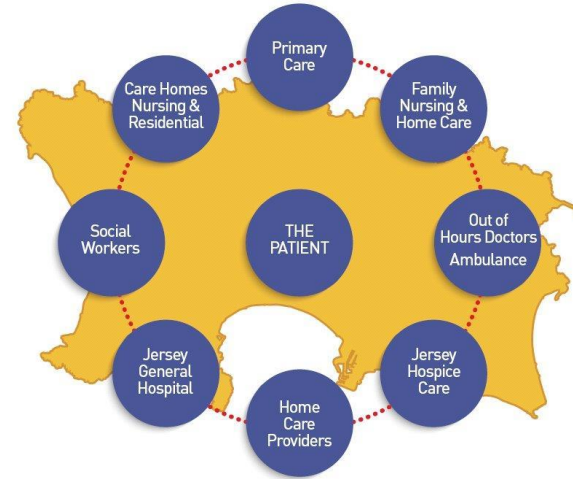 Primary
Care
Care Homes
Nursing &
Residential
Family
Nursing &
Home Care
Social
Workers
THE
PATIENT
Out of
Hours Doctors
Ambulance
Jersey
General
Hospital
Jersey
Hospice
Care
Home
Care
Providers